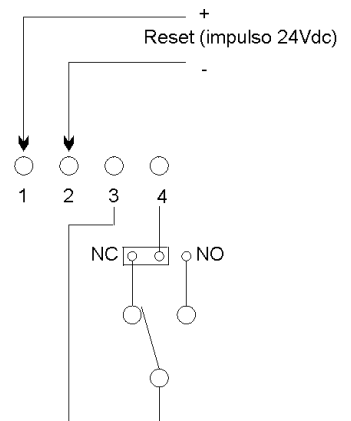 +
Reset (impulso 24Vdc)
-
1 2 3 4
NC NO